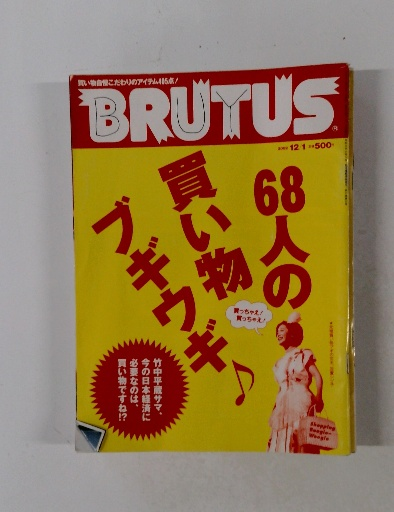 買い物自慢こだわりのアイテム465点!
BRUTUS
12/1 500
68人の
買い物
ブギウギ♪
買っちゃえ!
買っちゃえ!
竹中平蔵サマ、
今の日本経済に
必要なのは、
買い物ですね!?
Shopping
Boogie-
Woogie